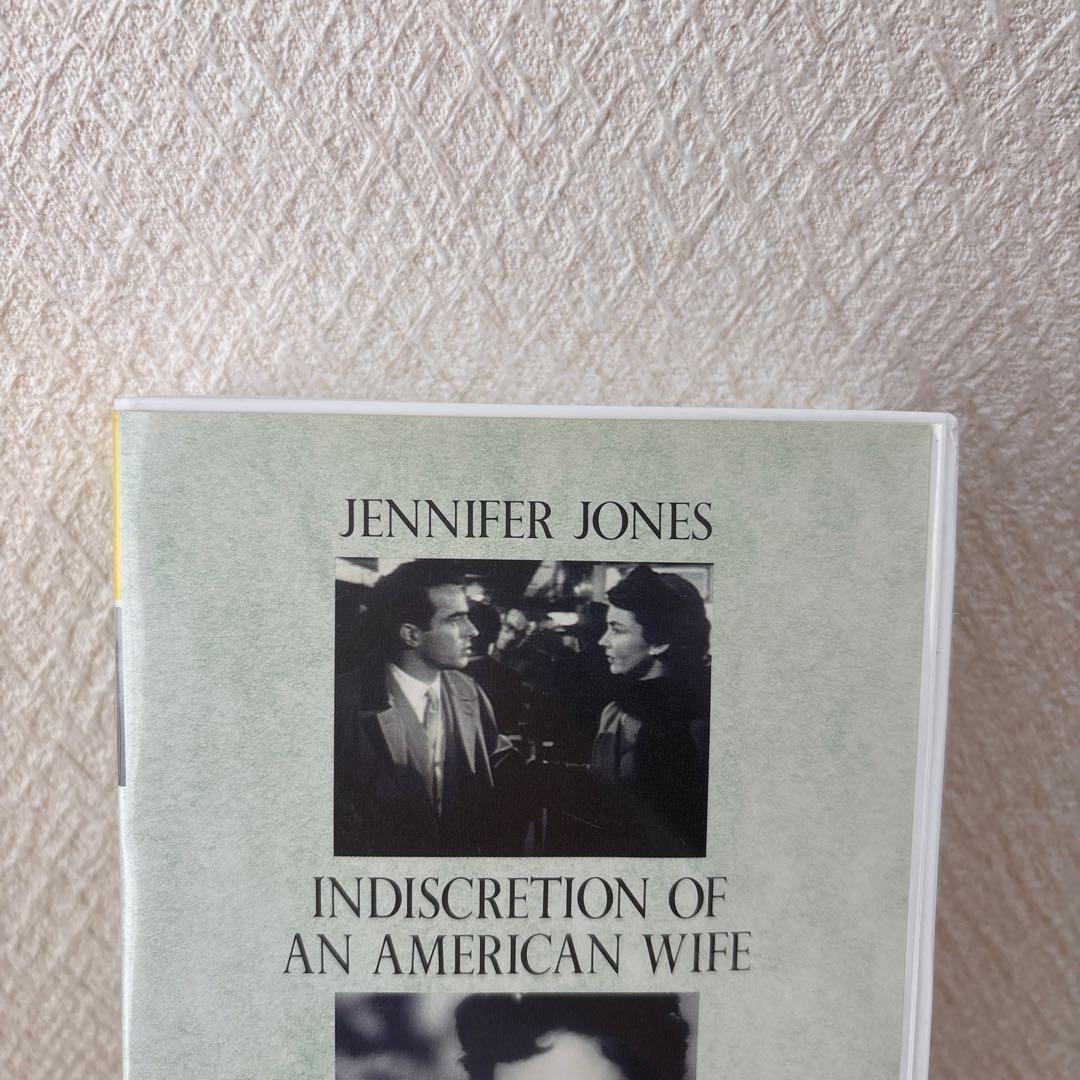 JENNIFER JONES
INDISCRETION OF
AN AMERICAN WIFE